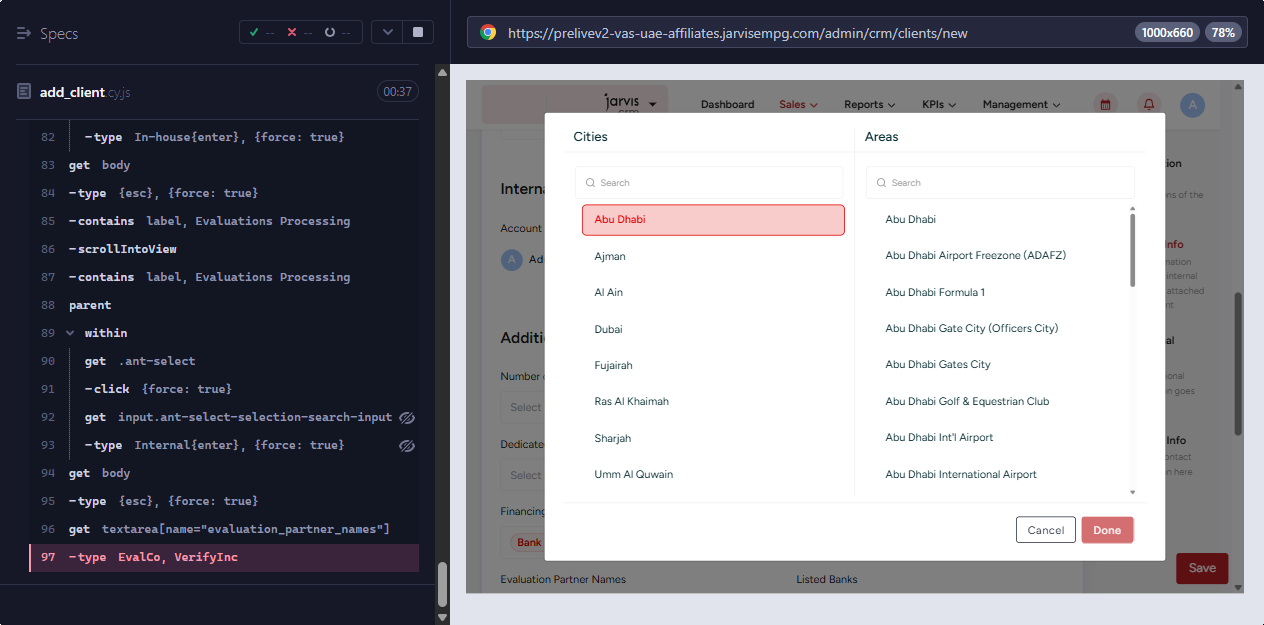 Specs
-- -- --
add_client.cy.js
00:37
82 -type In-house{enter}, {force: true}
83 get body
84 -type {esc}, {force: true}
85 -contains label, Evaluations Processing
86 -scrollIntoView
87 -contains label, Evaluations Processing
88 parent
89 within
90 get .ant-select
91 -click {force: true}
92 get input.ant-select-selection-search-input
93 -type Internal{enter}, {force: true}
94 get body
95 -type {esc}, {force: true}
96 get textarea[name="evaluation_partner_names"]
97 -type EvalCo, VerifyInc
https://prelivev2-vas-uae-affiliates.jarvisempg.com/admin/crm/clients/new
1000x660
78%
jarvis
Dashboard
Sales
Reports
KPIs
Management
A
Cities
Search
Abu Dhabi
Ajman
Al Ain
Dubai
Fujairah
Ras Al Khaimah
Sharjah
Umm Al Quwain
Areas
Search
Abu Dhabi
Abu Dhabi Airport Freezone (ADAFZ)
Abu Dhabi Formula 1
Abu Dhabi Gate City (Officers City)
Abu Dhabi Gates City
Abu Dhabi Golf & Equestrian Club
Abu Dhabi Int'l Airport
Abu Dhabi International Airport
Cancel
Done
Interna
Account
A Ad
Additi
Number
Select
Dedicate
Select
Financing
Bank
Evaluation Partner Names
Listed Banks
ion
ns of the
Info
mation
internal
attached
nt
al
ional
on goes
Info
ontact
on here.
Save